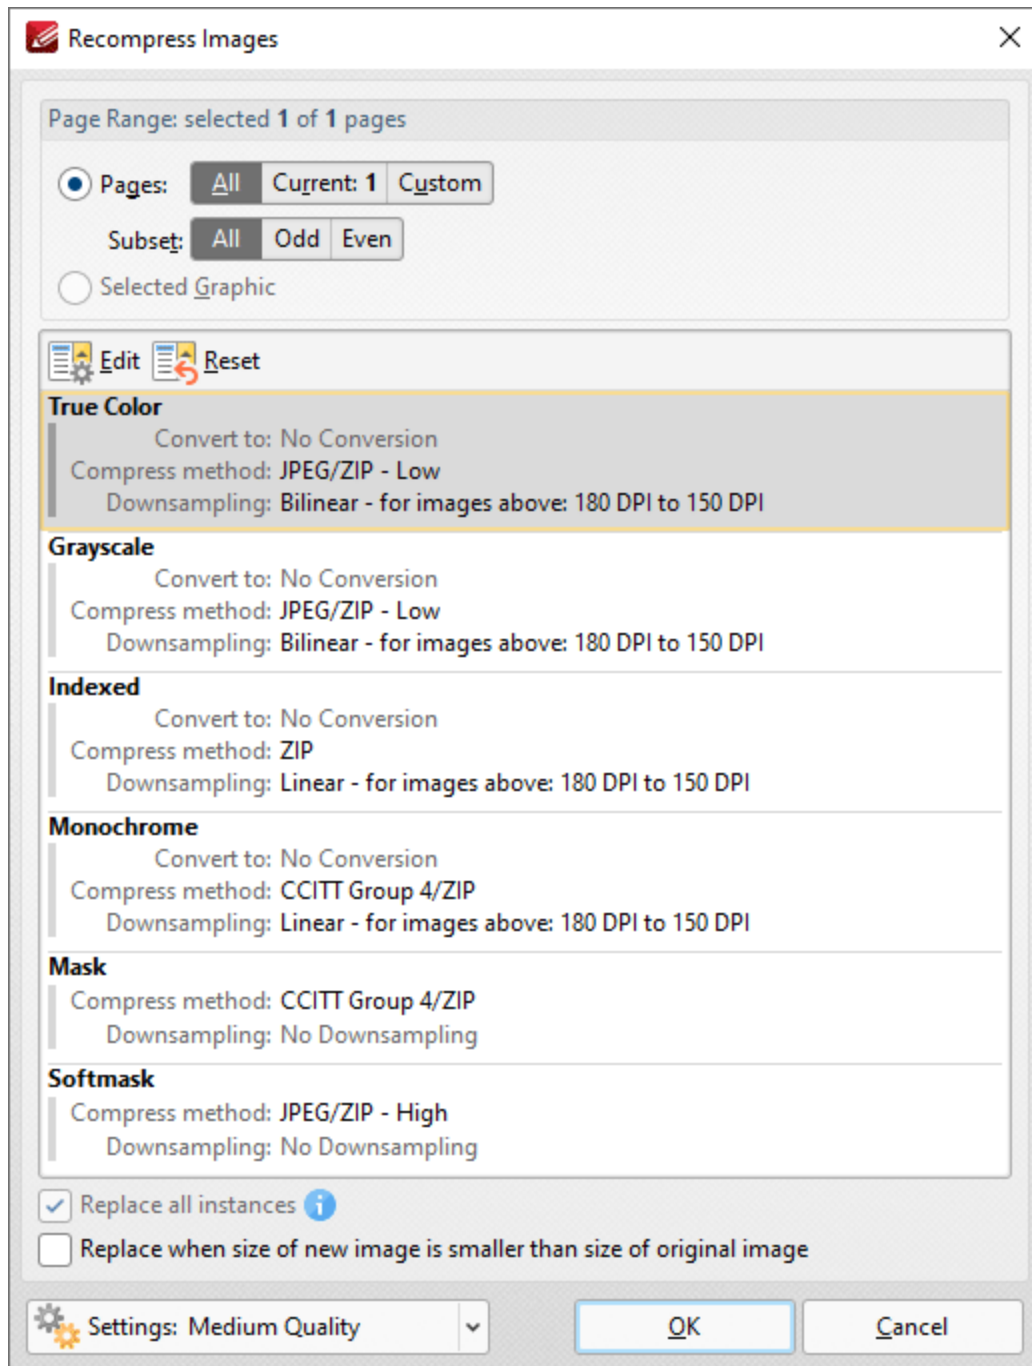 Recompress Images
Page Range: selected 1 of 1 pages
Pages: All Current: 1 Custom
Subset: All Odd Even
Selected Graphic
Edit Reset
True Color
Convert to: No Conversion
Compress method: JPEG/ZIP - Low
Downsampling: Bilinear - for images above: 180 DPI to 150 DPI
Grayscale
Convert to: No Conversion
Compress method: JPEG/ZIP - Low
Downsampling: Bilinear - for images above: 180 DPI to 150 DPI
Indexed
Convert to: No Conversion
Compress method: ZIP
Downsampling: Linear - for images above: 180 DPI to 150 DPI
Monochrome
Convert to: No Conversion
Compress method: CCITT Group 4/ZIP
Downsampling: Linear - for images above: 180 DPI to 150 DPI
Mask
Compress method: CCITT Group 4/ZIP
Downsampling: No Downsampling
Softmask
Compress method: JPEG/ZIP - High
Downsampling: No Downsampling
Replace all instances
Replace when size of new image is smaller than size of original image
Settings: Medium Quality OK Cancel